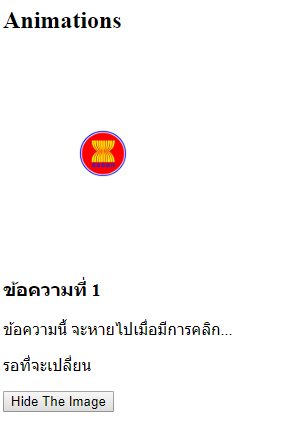 Animations
ข้อความที่ 1
ข้อความนี้ จะหายไปเมื่อมีการคลิก...
รอที่จะเปลี่ยน
Hide The Image